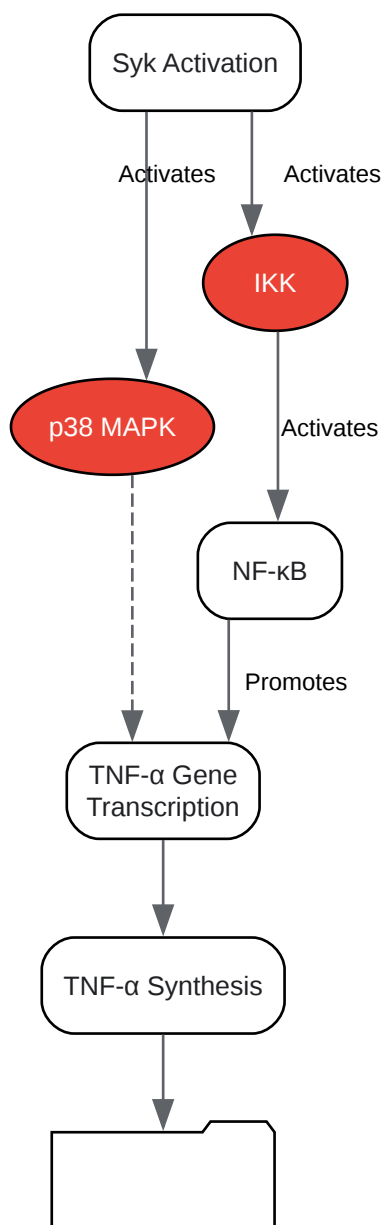 Syk Activation
Activates
Activates
IKK
p38 MAPK
Activates
NF-κB
Promotes
TNF-α Gene
Transcription
TNF-α Synthesis